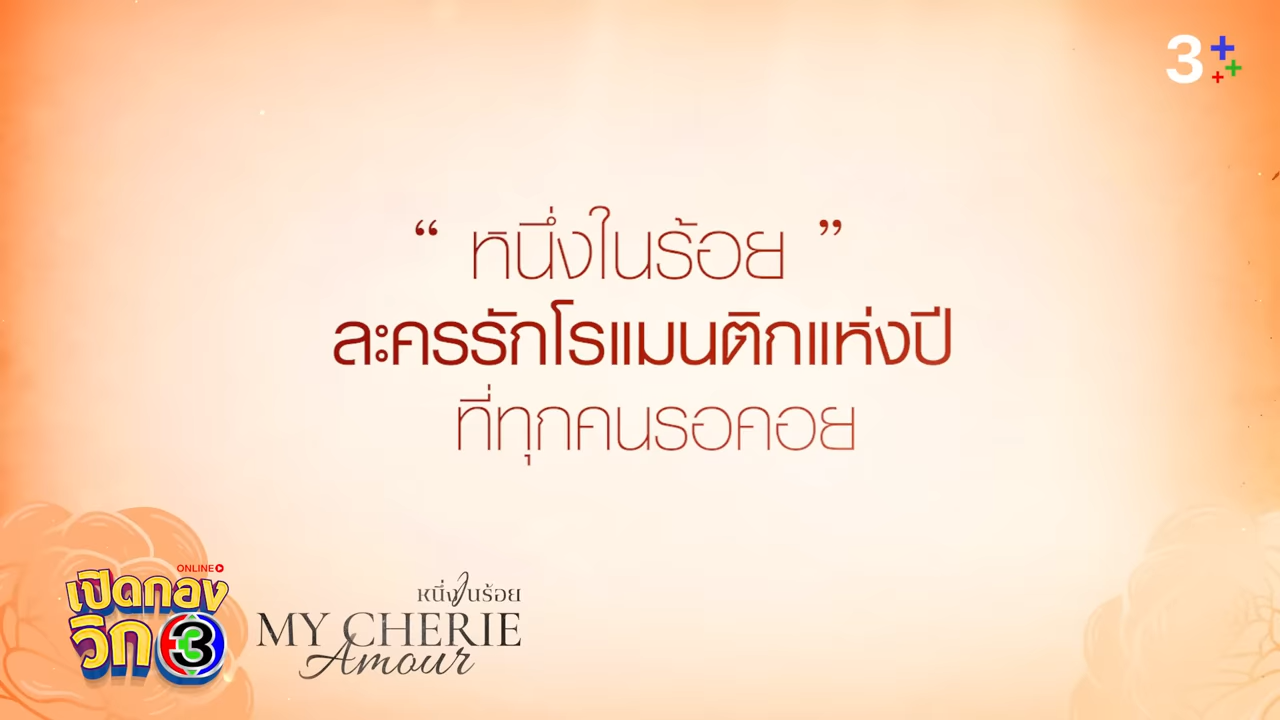 3+
“ หนึ่งในร้อย ”
ละครรักโรแมนติกแห่งปี
ที่ทุกคนรอคอย
ONLINE
เปิดกอง
วิก 3
หนึ่งในร้อย
MY CHERIE
Amour